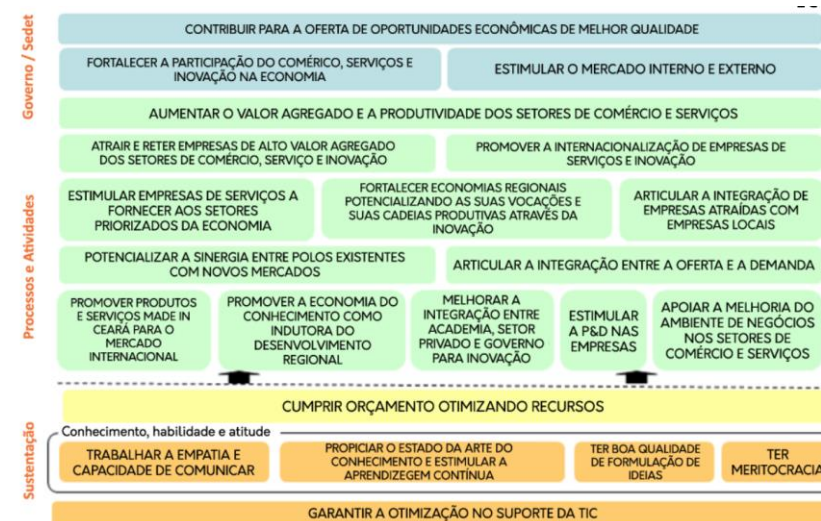 Governo / Sedet
CONTRIBUIR PARA A OFERTA DE OPORTUNIDADES ECONÔMICAS DE MELHOR QUALIDADE
FORTALECER A PARTICIPAÇÃO DO COMÉRICO, SERVIÇOS E
INOVAÇÃO NA ECONOMIA
ESTIMULAR O MERCADO INTERNO E EXTERNO
Processos e Atividades
AUMENTAR O VALOR AGREGADO E A PRODUTIVIDADE DOS SETORES DE COMÉRCIO E SERVIÇOS
ATRAIR E RETER EMPRESAS DE ALTO VALOR AGREGADO
DOS SETORES DE COMÉRCIO, SERVIÇO E INOVAÇÃO
PROMOVER A INTERNACIONALIZAÇÃO DE EMPRESAS DE
SERVIÇOS E INOVAÇÃO
ESTIMULAR EMPRESAS DE SERVIÇOS A
FORNECER AOS SETORES
PRIORIZADOS DA ECONOMIA
FORTALECER ECONOMIAS REGIONAIS
POTENCIALIZANDO AS SUAS VOCAÇÕES E
SUAS CADEIAS PRODUTIVAS ATRAVÉS DA
INOVAÇÃO
ARTICULAR A INTEGRAÇÃO DE
EMPRESAS ATRAÍDAS COM
EMPRESAS LOCAIS
POTENCIALIZAR A SINERGIA ENTRE POLOS EXISTENTES
COM NOVOS MERCADOS
ARTICULAR A INTEGRAÇÃO ENTRE A OFERTA E A DEMANDA
PROMOVER PRODUTOS
E SERVIÇOS MADE IN
CEARÁ PARA O
MERCADO
INTERNACIONAL
PROMOVER A ECONOMIA DO
CONHECIMENTO COMO
INDUTORA DO
DESENVOLVIMENTO
REGIONAL
MELHORAR A
INTEGRAÇÃO ENTRE
ACADEMIA, SETOR
PRIVADO E GOVERNO
PARA INOVAÇÃO
ESTIMULAR
A P&D NAS
EMPRESAS
APOIAR A MELHORIA DO
AMBIENTE DE NEGÓCIOS
NOS SETORES DE
COMÉRCIO E SERVIÇOS
Sustentação
CUMPRIR ORÇAMENTO OTIMIZANDO RECURSOS
Conhecimento, habilidade e atitude
TRABALHAR A EMPATIA E
CAPACIDADE DE COMUNICAR
PROPICIAR O ESTADO DA ARTE DO
CONHECIMENTO E ESTIMULAR A
APRENDIZEGEM CONTÍNUA
TER BOA QUALIDADE
DE FORMULAÇÃO DE
IDEIAS
TER
MERITOCRACIA
GARANTIR A OTIMIZAÇÃO NO SUPORTE DA TIC